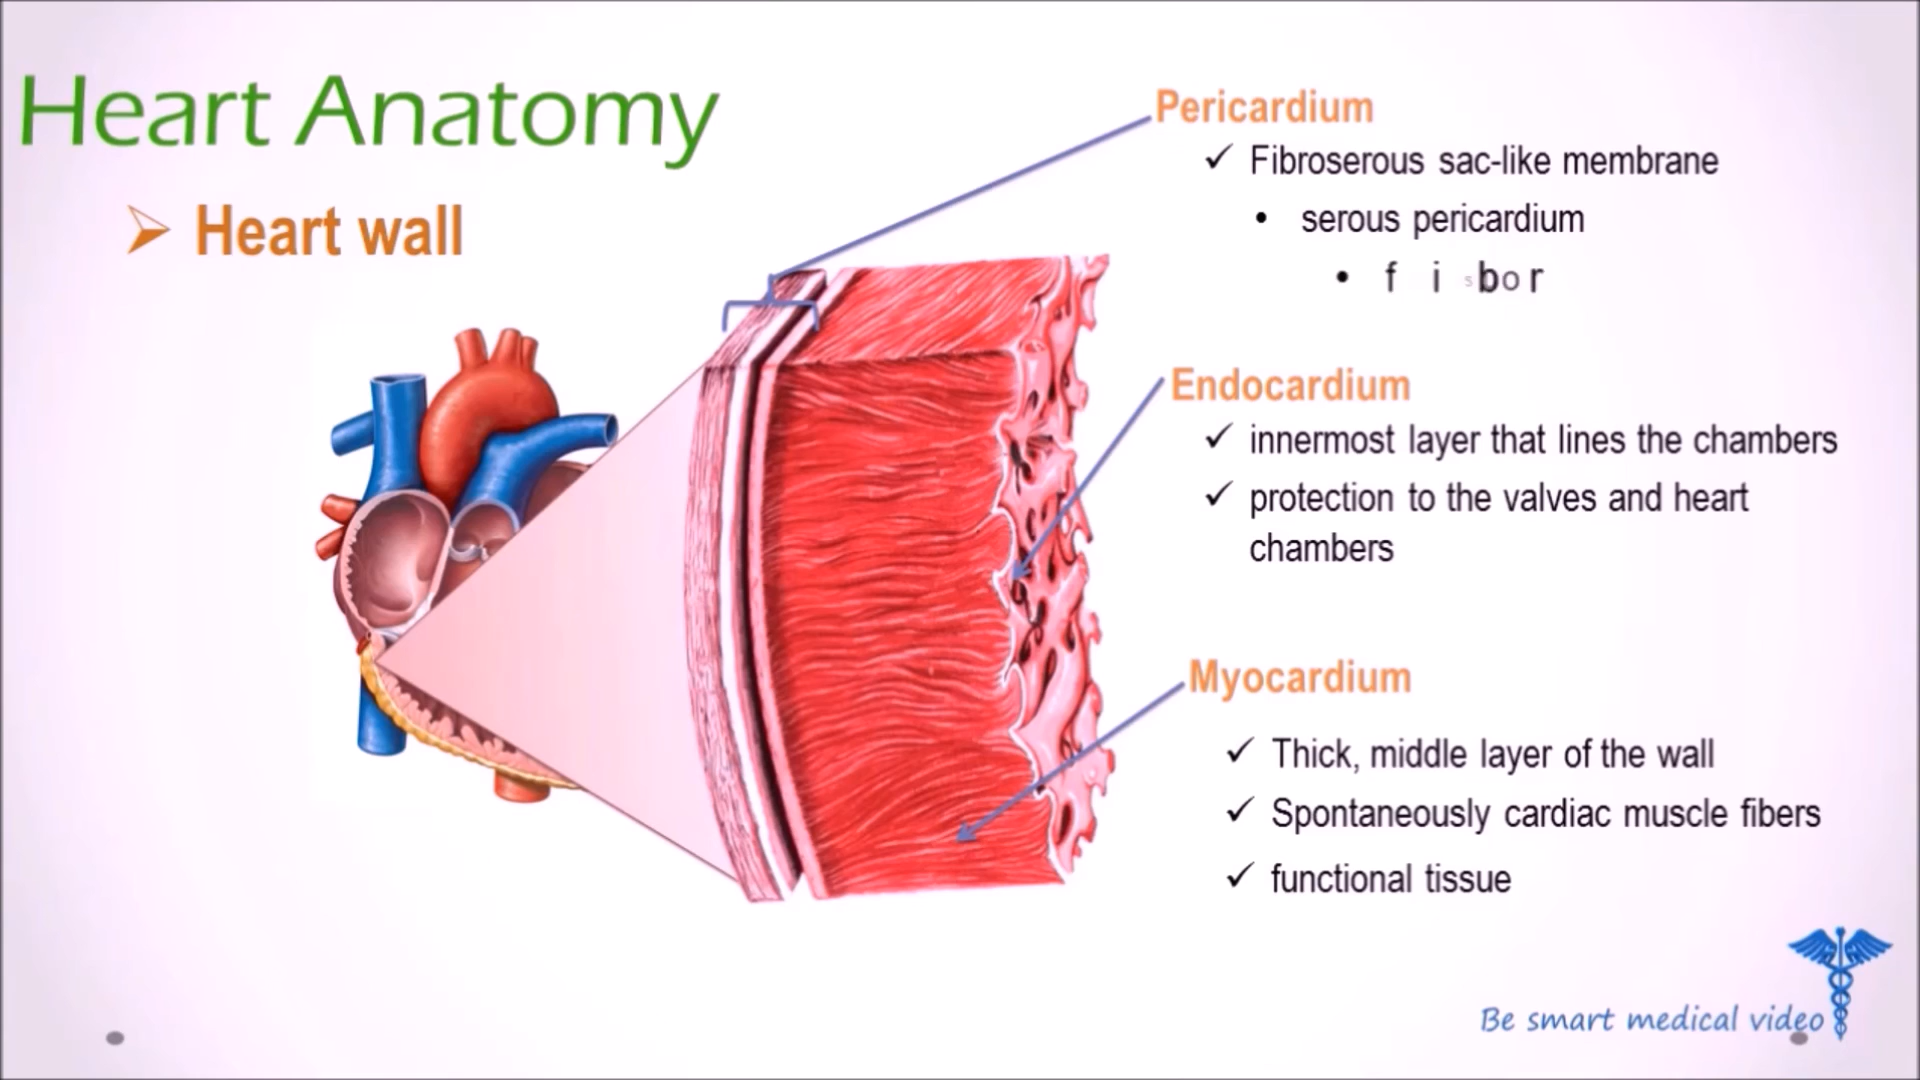 Heart Anatomy
Heart wall
Pericardium
Fibroserous sac-like membrane
serous pericardium
Endocardium
innermost layer that lines the chambers
protection to the valves and heart
chambers
Myocardium
Thick, middle layer of the wall
Spontaneously cardiac muscle fibers
functional tissue
Be smart medical video